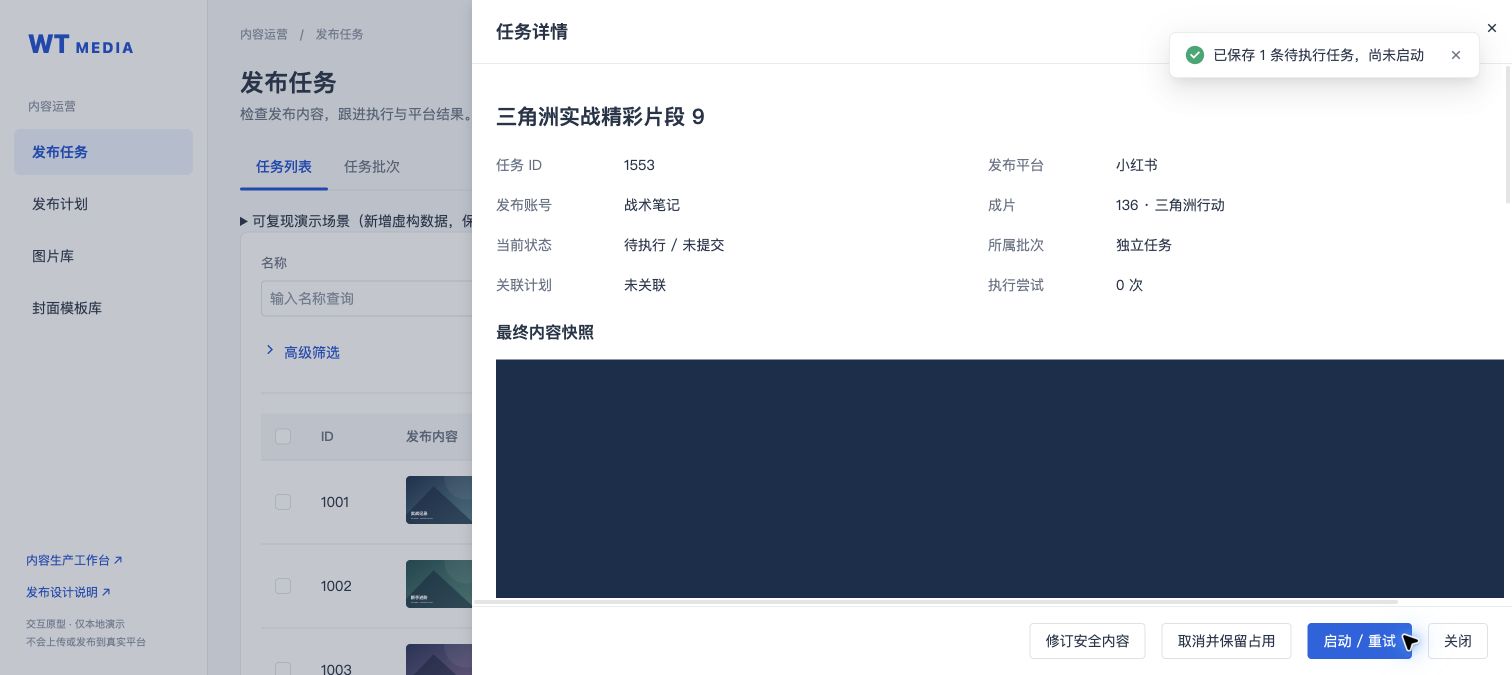 WT MEDIA
内容运营
发布任务
发布计划
图片库
封面模板库
内容生产工作台 ↗
发布设计说明 ↗
交互原型 · 仅本地演示
不会上传或发布到真实平台
内容运营 / 发布任务
发布任务
检查发布内容，跟进执行与平台结果。
任务列表 任务批次
▶ 可复现演示场景（新增虚构数据，保
名称
输入名称查询
高级筛选
ID 发布内容
1001
1002
1003
任务详情
已保存 1 条待执行任务，尚未启动
三角洲实战精彩片段 9
任务 ID 1553 发布平台 小红书
发布账号 战术笔记 成片 136 · 三角洲行动
当前状态 待执行 / 未提交 所属批次 独立任务
关联计划 未关联 执行尝试 0 次
最终内容快照
修订安全内容 取消并保留占用 启动 / 重试 关闭